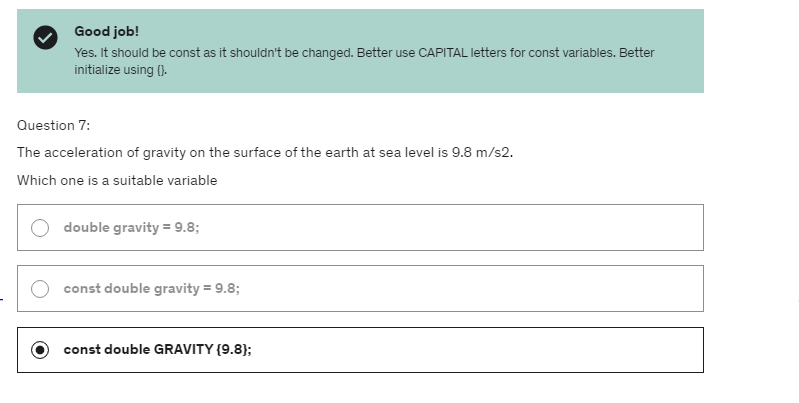 Good job!
Yes. It should be const as it shouldn't be changed. Better use CAPITAL letters for const variables. Better
initialize using {}.
Question 7:
The acceleration of gravity on the surface of the earth at sea level is 9.8 m/s2.
Which one is a suitable variable
double gravity = 9.8;
const double gravity = 9.8;
const double GRAVITY {9.8};